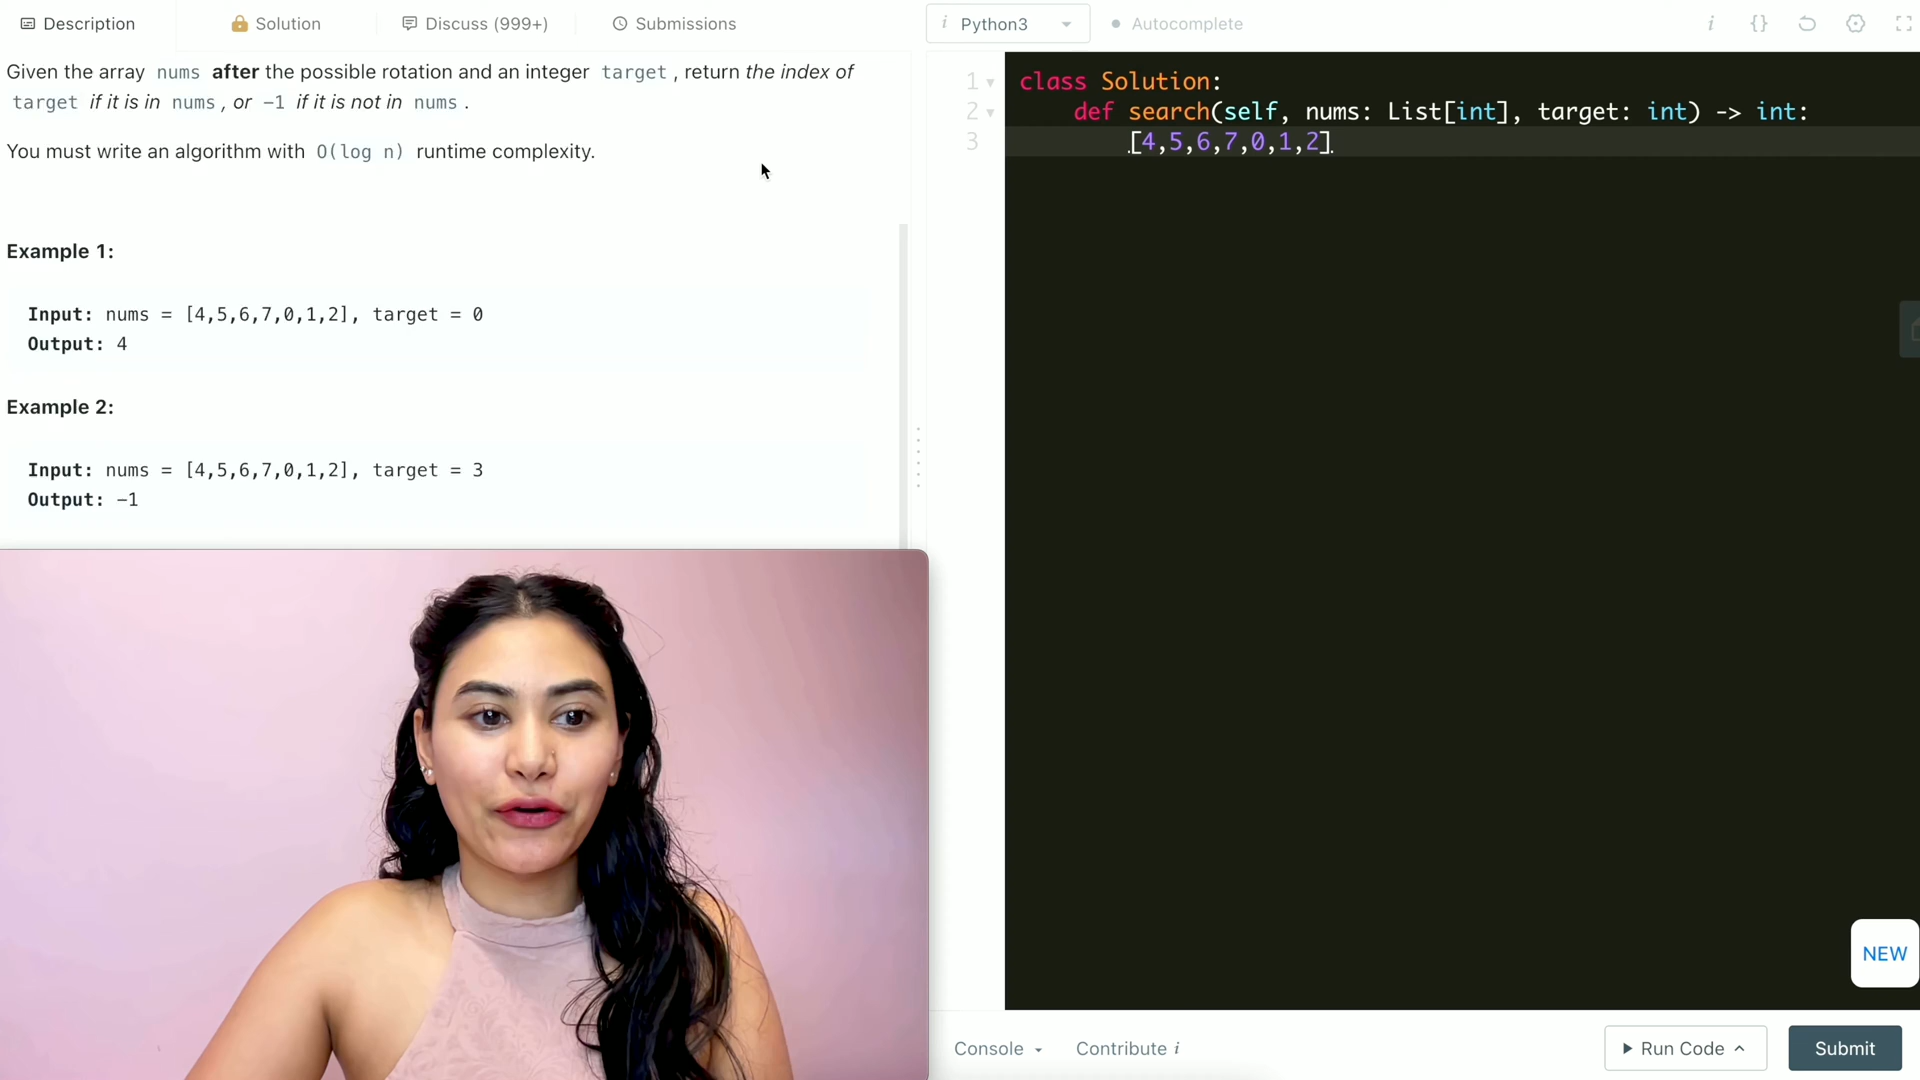 Description
Solution
Discuss (999+)
Submissions
i Python3
Autocomplete
i {}
Given the array nums after the possible rotation and an integer target, return the index of
target if it is in nums, or −1 if it is not in nums.
You must write an algorithm with O(log n) runtime complexity.
Example 1:
Input: nums = [4,5,6,7,0,1,2], target = 0
Output: 4
Example 2:
Input: nums = [4,5,6,7,0,1,2], target = 3
Output: −1
1 class Solution:
2 def search(self, nums: List[int], target: int) -> int:
3 [4,5,6,7,0,1,2]
NEW
Console
Contribute i
Run Code
Submit